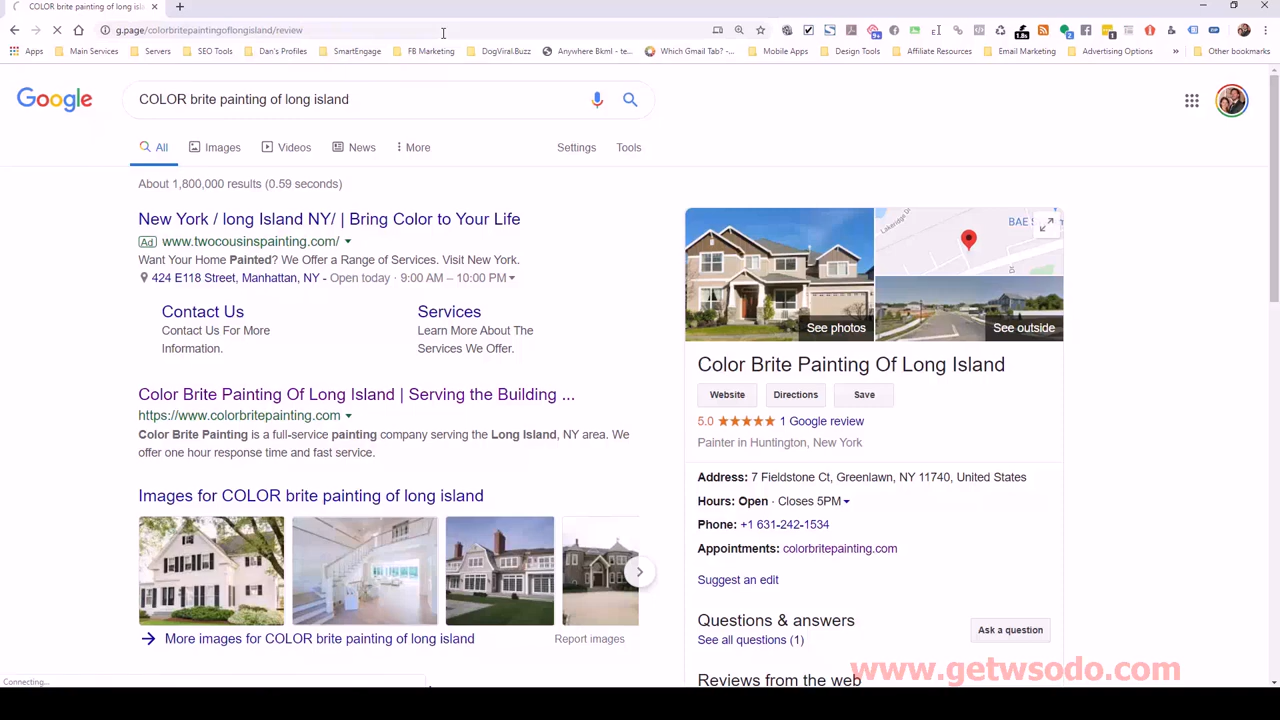 COLOR brite painting of long isla
g.page/colorbritepaintingoflongisland/review
Apps Main Services Servers SEO Tools Dan's Profiles SmartEngage FB Marketing DogViral.Buzz Anywhere Bkml - te... Which Gmail Tab? -... Mobile Apps Design Tools Affiliate Resources Email Marketing Advertising Options » Other bookmarks
Google
COLOR brite painting of long island
All Images Videos News More Settings Tools
About 1,800,000 results (0.59 seconds)
New York / long Island NY/ | Bring Color to Your Life
Ad www.twocousinspainting.com/
Want Your Home Painted? We Offer a Range of Services. Visit New York.
424 E118 Street, Manhattan, NY - Open today · 9:00 AM – 10:00 PM
Contact Us Services
Contact Us For More Learn More About The
Information. Services We Offer.
Color Brite Painting Of Long Island | Serving the Building ...
https://www.colorbritepainting.com
Color Brite Painting is a full-service painting company serving the Long Island, NY area. We
offer one hour response time and fast service.
Images for COLOR brite painting of long island
More images for COLOR brite painting of long island Report images
BAE S
See photos See outside
Color Brite Painting Of Long Island
Website Directions Save
5.0 1 Google review
Painter in Huntington, New York
Address: 7 Fieldstone Ct, Greenlawn, NY 11740, United States
Hours: Open · Closes 5PM
Phone: +1 631-242-1534
Appointments: colorbritepainting.com
Suggest an edit
Questions & answers
See all questions (1) Ask a question
Reviews from the web
www.getwsodo.com
Connecting...